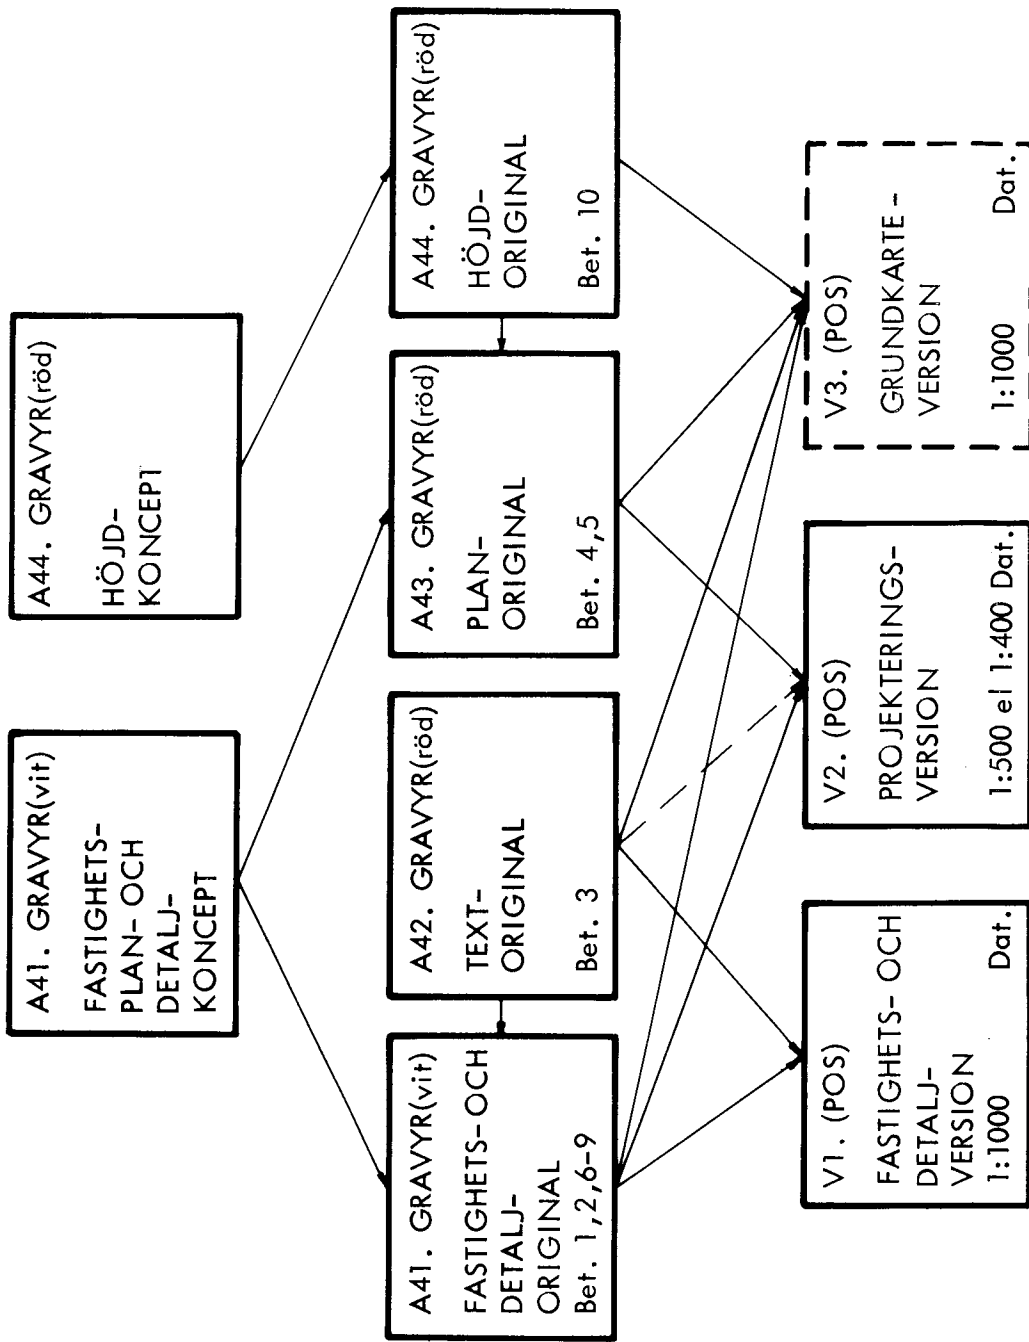 A41. GRAVYR(vit)
FASTIGHETS-
PLAN- OCH
DETALJ-
KONCEPT
A44. GRAVYR(röd)
HÖJD-
KONCEPT
A41. GRAVYR(vit)
FASTIGHETS- OCH
DETALJ-
ORIGINAL
Bet. 1,2,6-9
A42. GRAVYR(röd)
TEXT-
ORIGINAL
Bet. 3
A43. GRAVYR(röd)
PLAN-
ORIGINAL
Bet. 4,5
A44. GRAVYR(röd)
HÖJD-
ORIGINAL
Bet. 10
V1. (POS)
FASTIGHETS- OCH
DETALJ-
VERSION
1:1000 Dat.
V2. (POS)
PROJEKTERINGS-
VERSION
1:500 el 1:400 Dat.
V3. (POS)
GRUNDKARTE-
VERSION
1:1000 Dat.